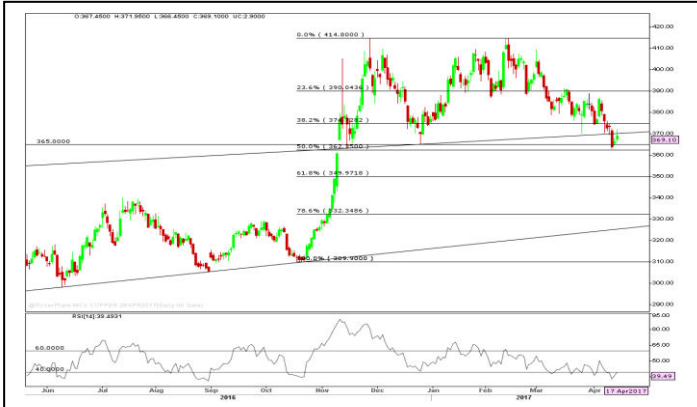 O:367.4500 H:371.9500 L:366.4500 C:369.1000 UC:2.9000
0.0% ( 414.8000 )
420.00
410.00
400.00
23.6% ( 390.0436 )
390.00
380.00
38.2% (
370.00
369.10
365.0000
50.0% ( 362.3500 )
360.00
61.8% ( 349.9718 )
350.00
340.00
78.6% ( 332.3486 )
330.00
320.00
( 309.9000 )
310.00
300.00
290.00
RSI[14]:39.4931
95.00
60.0000
60.00
40.0000
39.49
Jun Jul Aug Sep Oct Nov Dec Jan Feb Mar Apr 17 Apr2017
2016 2017